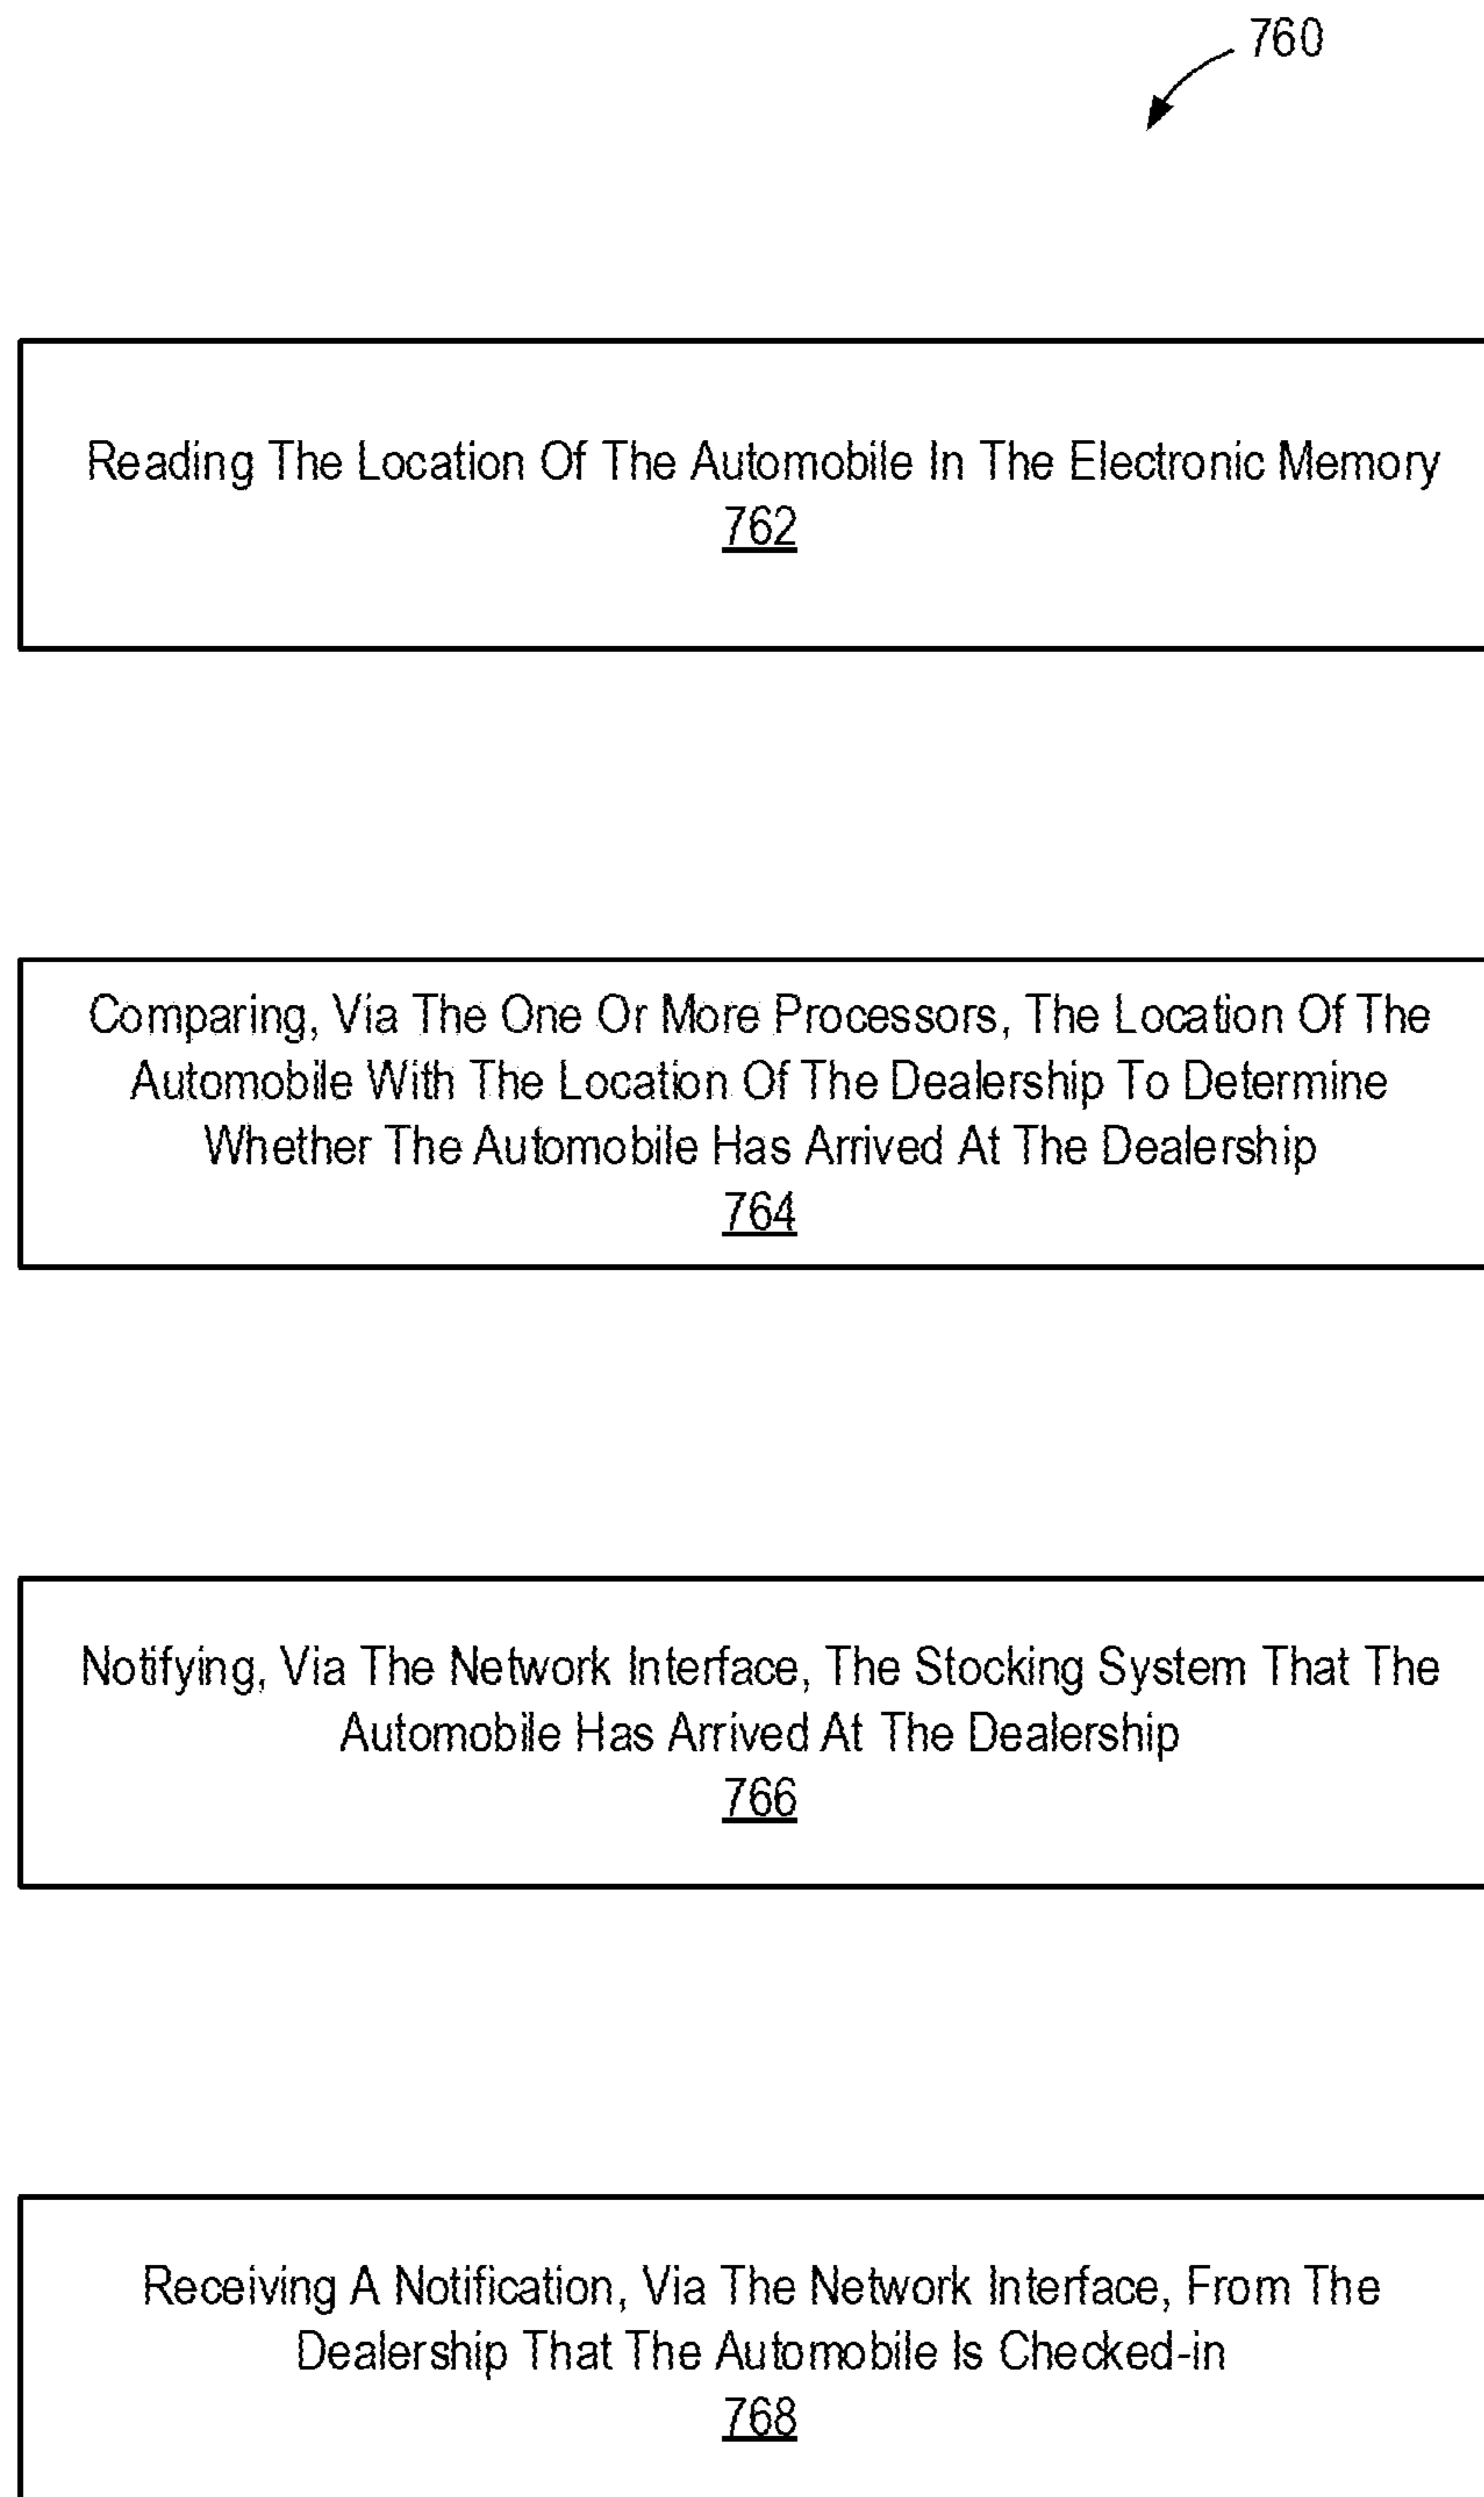 760
Reading The Location Of The Automobile In The Electronic Memory
762
Comparing, Via The One Or More Processors, The Location Of The
Automobile With The Location Of The Dealership To Determine
Whether The Automobile Has Arrived At The Dealership
764
Notifying, Via The Network Interface, The Stocking System That The
Automobile Has Arrived At The Dealership
766
Receiving A Notification, Via The Network Interface, From The
Dealership That The Automobile Is Checked-in
768